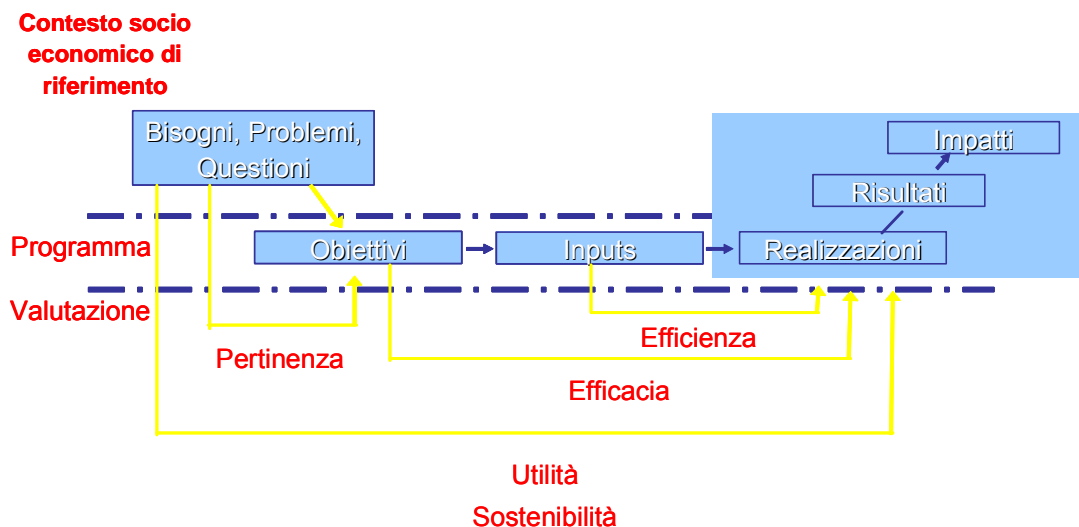 Contesto socio
economico di
riferimento
Bisogni, Problemi,
Questioni
Impatti
Risultati
Programma
Obiettivi
Inputs
Realizzazioni
Valutazione
Efficienza
Pertinenza
Efficacia
Utilità
Sostenibilità